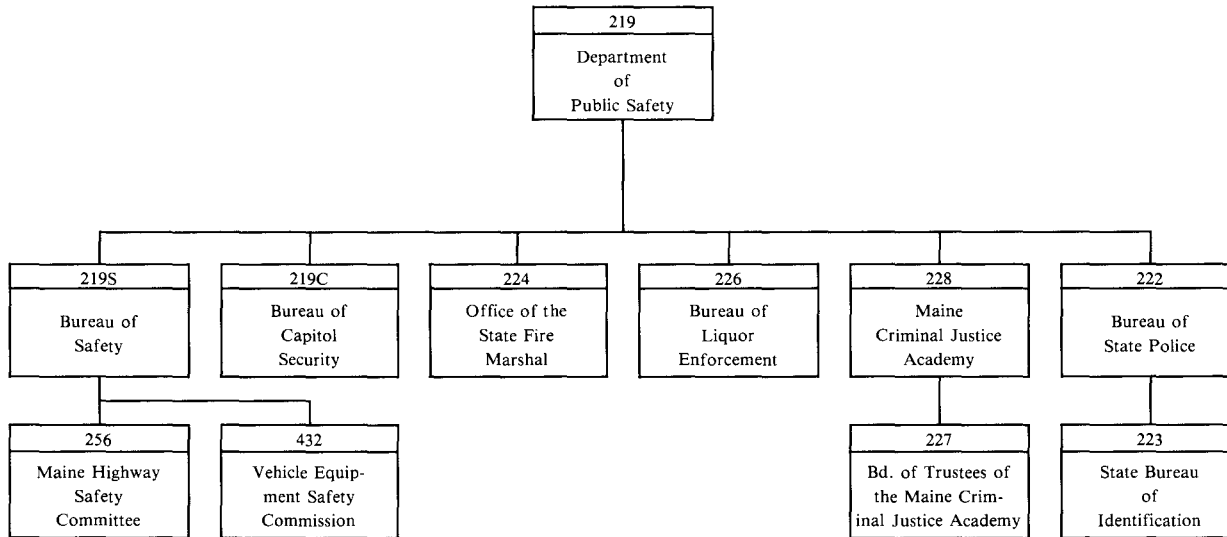 219
Department
of
Public Safety
219S
Bureau of
Safety
219C
Bureau of
Capitol
Security
224
Office of the
State Fire
Marshal
226
Bureau of
Liquor
Enforcement
228
Maine
Criminal Justice
Academy
222
Bureau of
State Police
256
Maine Highway
Safety
Committee
432
Vehicle Equip-
ment Safety
Commission
227
Bd. of Trustees of
the Maine Crim-
inal Justice Academy
223
State Bureau
of
Identification